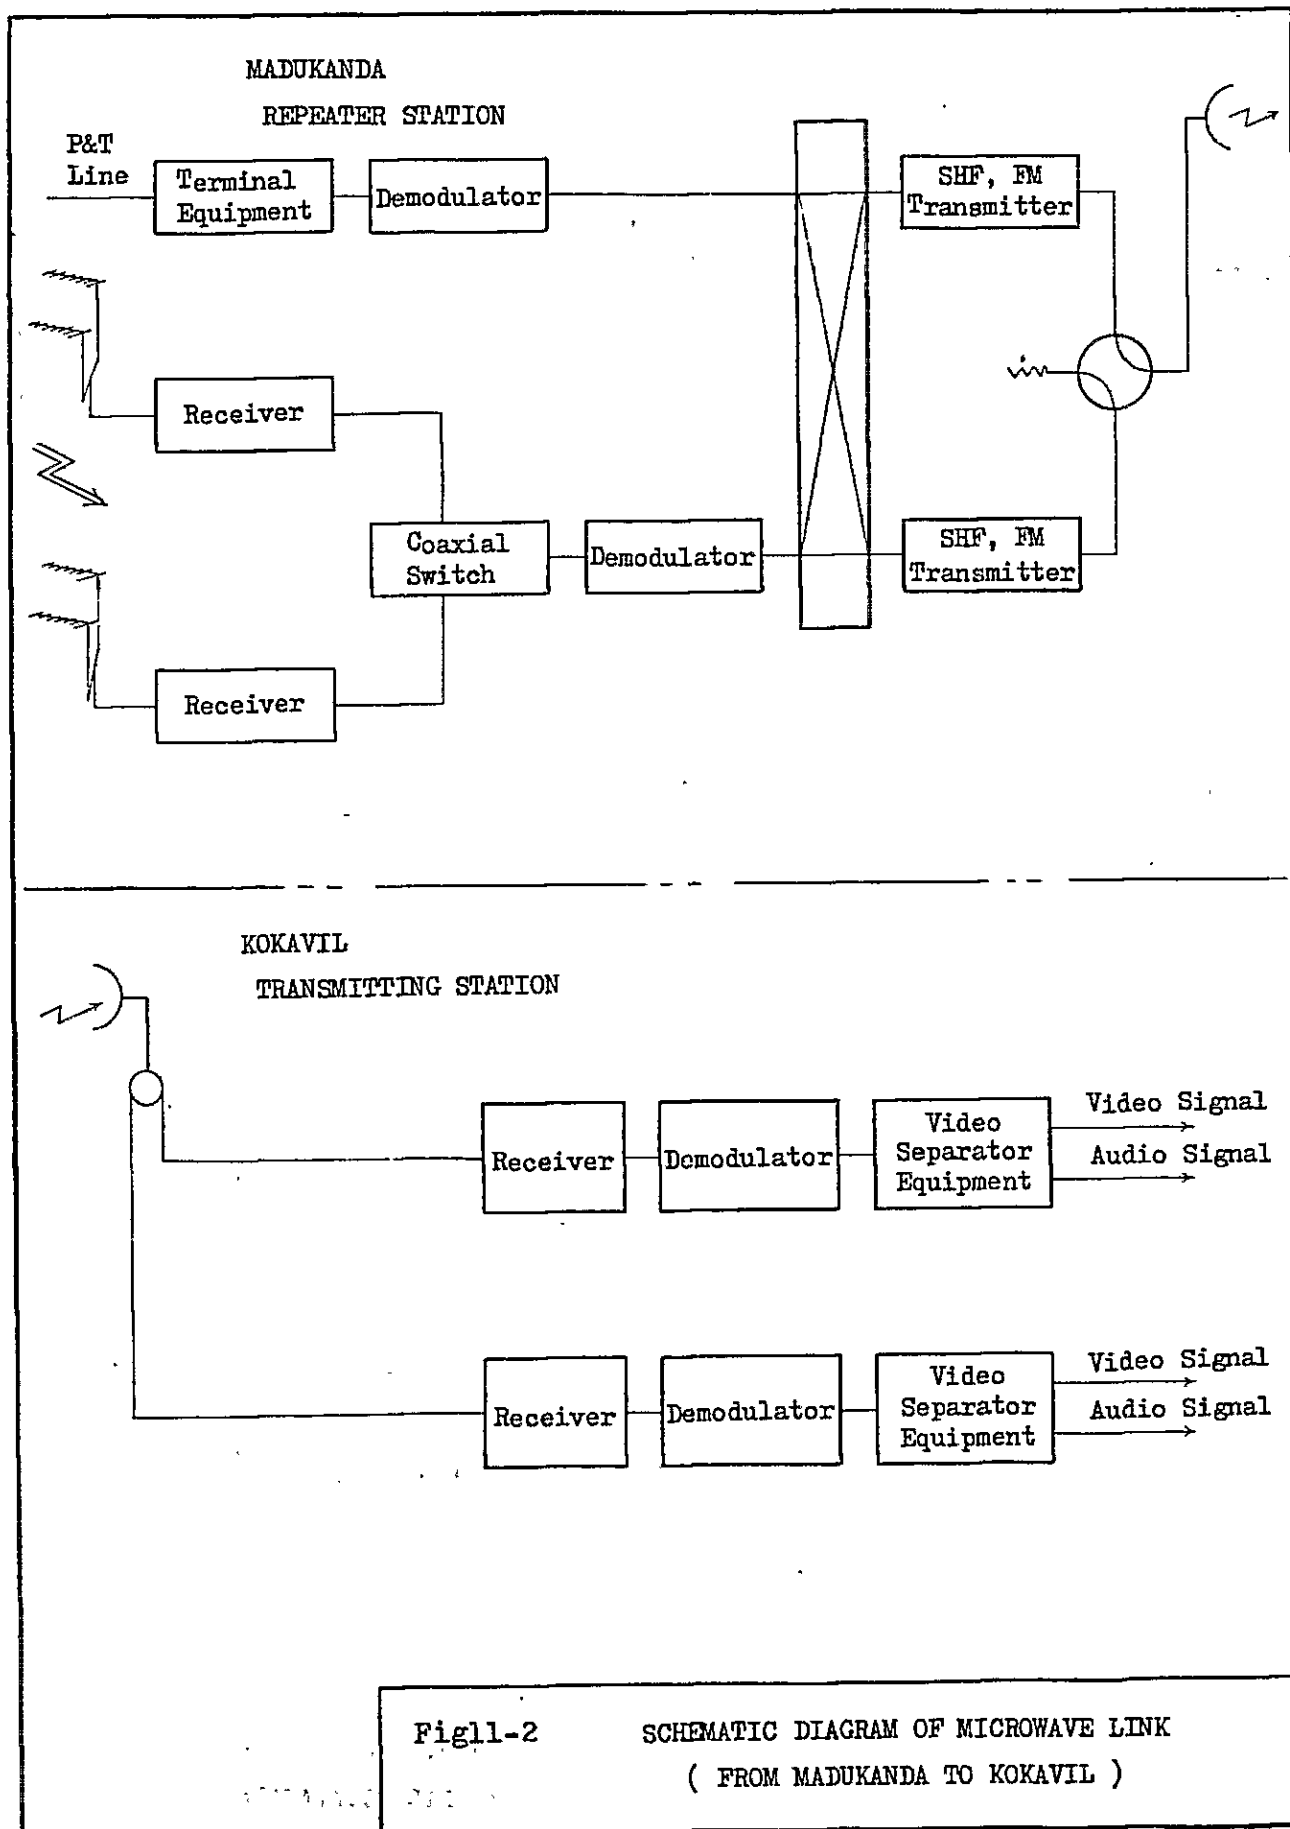 MADUKANDA
REPEATER STATION
P&T
Line
Terminal
Equipment
Demodulator
SHF, FM
Transmitter
Receiver
Coaxial
Switch
Demodulator
SHF, FM
Transmitter
Receiver
KOKAVIL
TRANSMITTING STATION
Receiver
Demodulator
Video
Separator
Equipment
Video Signal
Audio Signal
Receiver
Demodulator
Video
Separator
Equipment
Video Signal
Audio Signal
Fig11-2
SCHEMATIC DIAGRAM OF MICROWAVE LINK
( FROM MADUKANDA TO KOKAVIL )